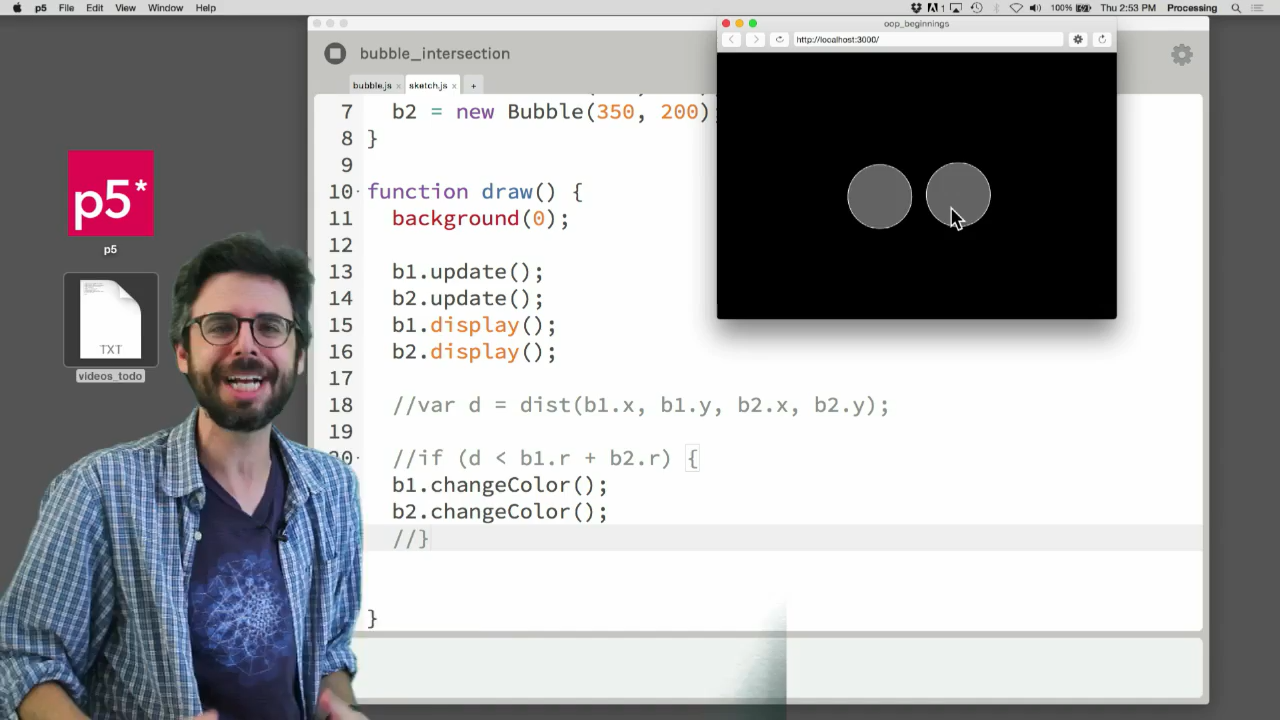 p5 File Edit View Window Help
1 100% Thu 2:53 PM Processing
oop_beginnings
http://localhost:3000/
bubble_intersection
bubble.js × sketch.js × +
7 b2 = new Bubble(350, 200);
8 }
9
10 function draw() {
11 background(0);
12
13 b1.update();
14 b2.update();
15 b1.display();
16 b2.display();
17
18 //var d = dist(b1.x, b1.y, b2.x, b2.y);
19
20 //if (d < b1.r + b2.r) {
b1.changeColor();
b2.changeColor();
//}
}
p5*
p5
TXT
videos_todo